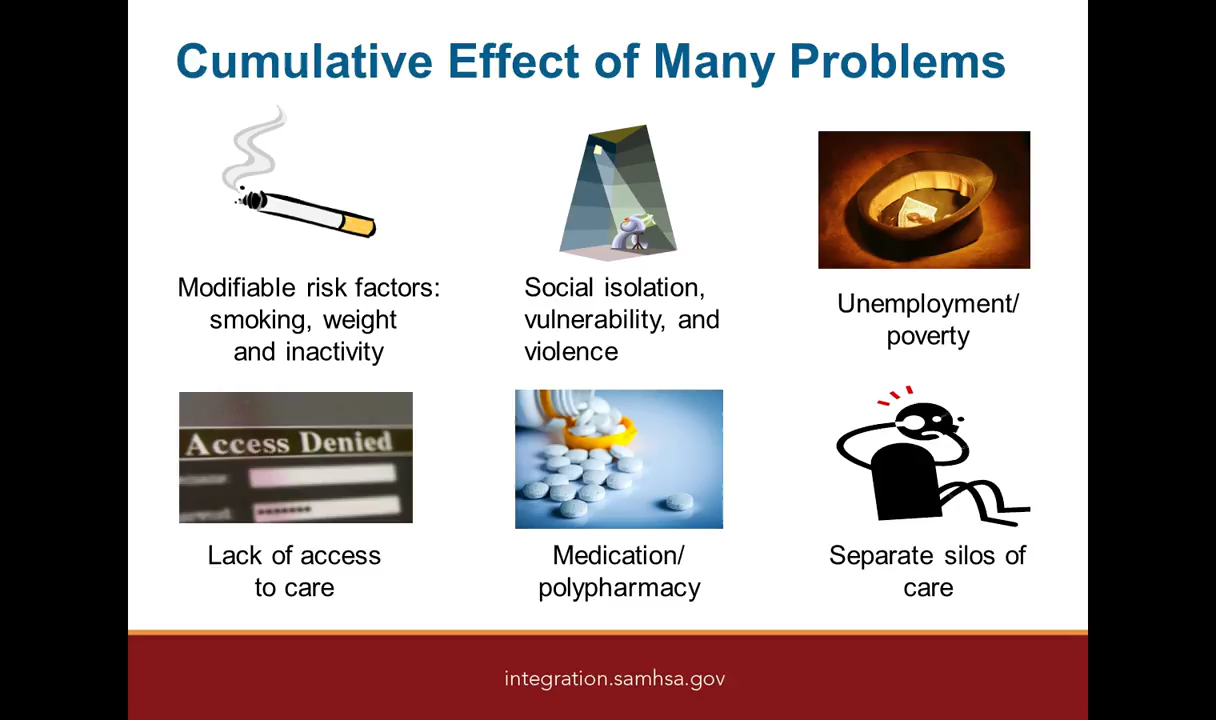 Cumulative Effect of Many Problems
Modifiable risk factors:
smoking, weight
and inactivity
Social isolation,
vulnerability, and
violence
Unemployment/
poverty
Access Denied
Lack of access
to care
Medication/
polypharmacy
Separate silos of
care
integration.samhsa.gov